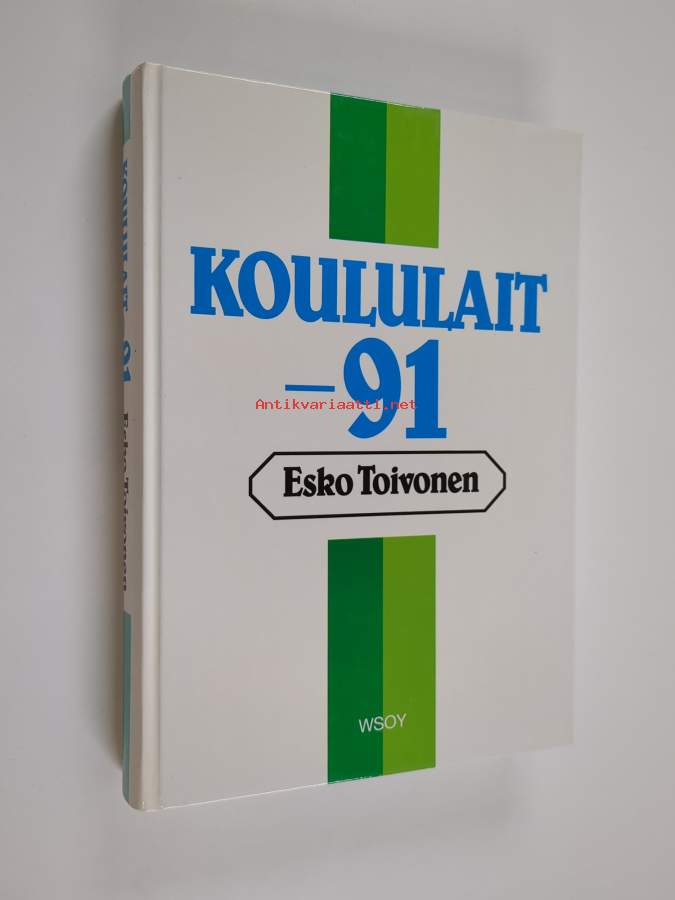 KOULULAIT
–91
Antikvariaatti.net
Esko Toivonen
WSOY
KOULULAIT –91 Esko Toivonen